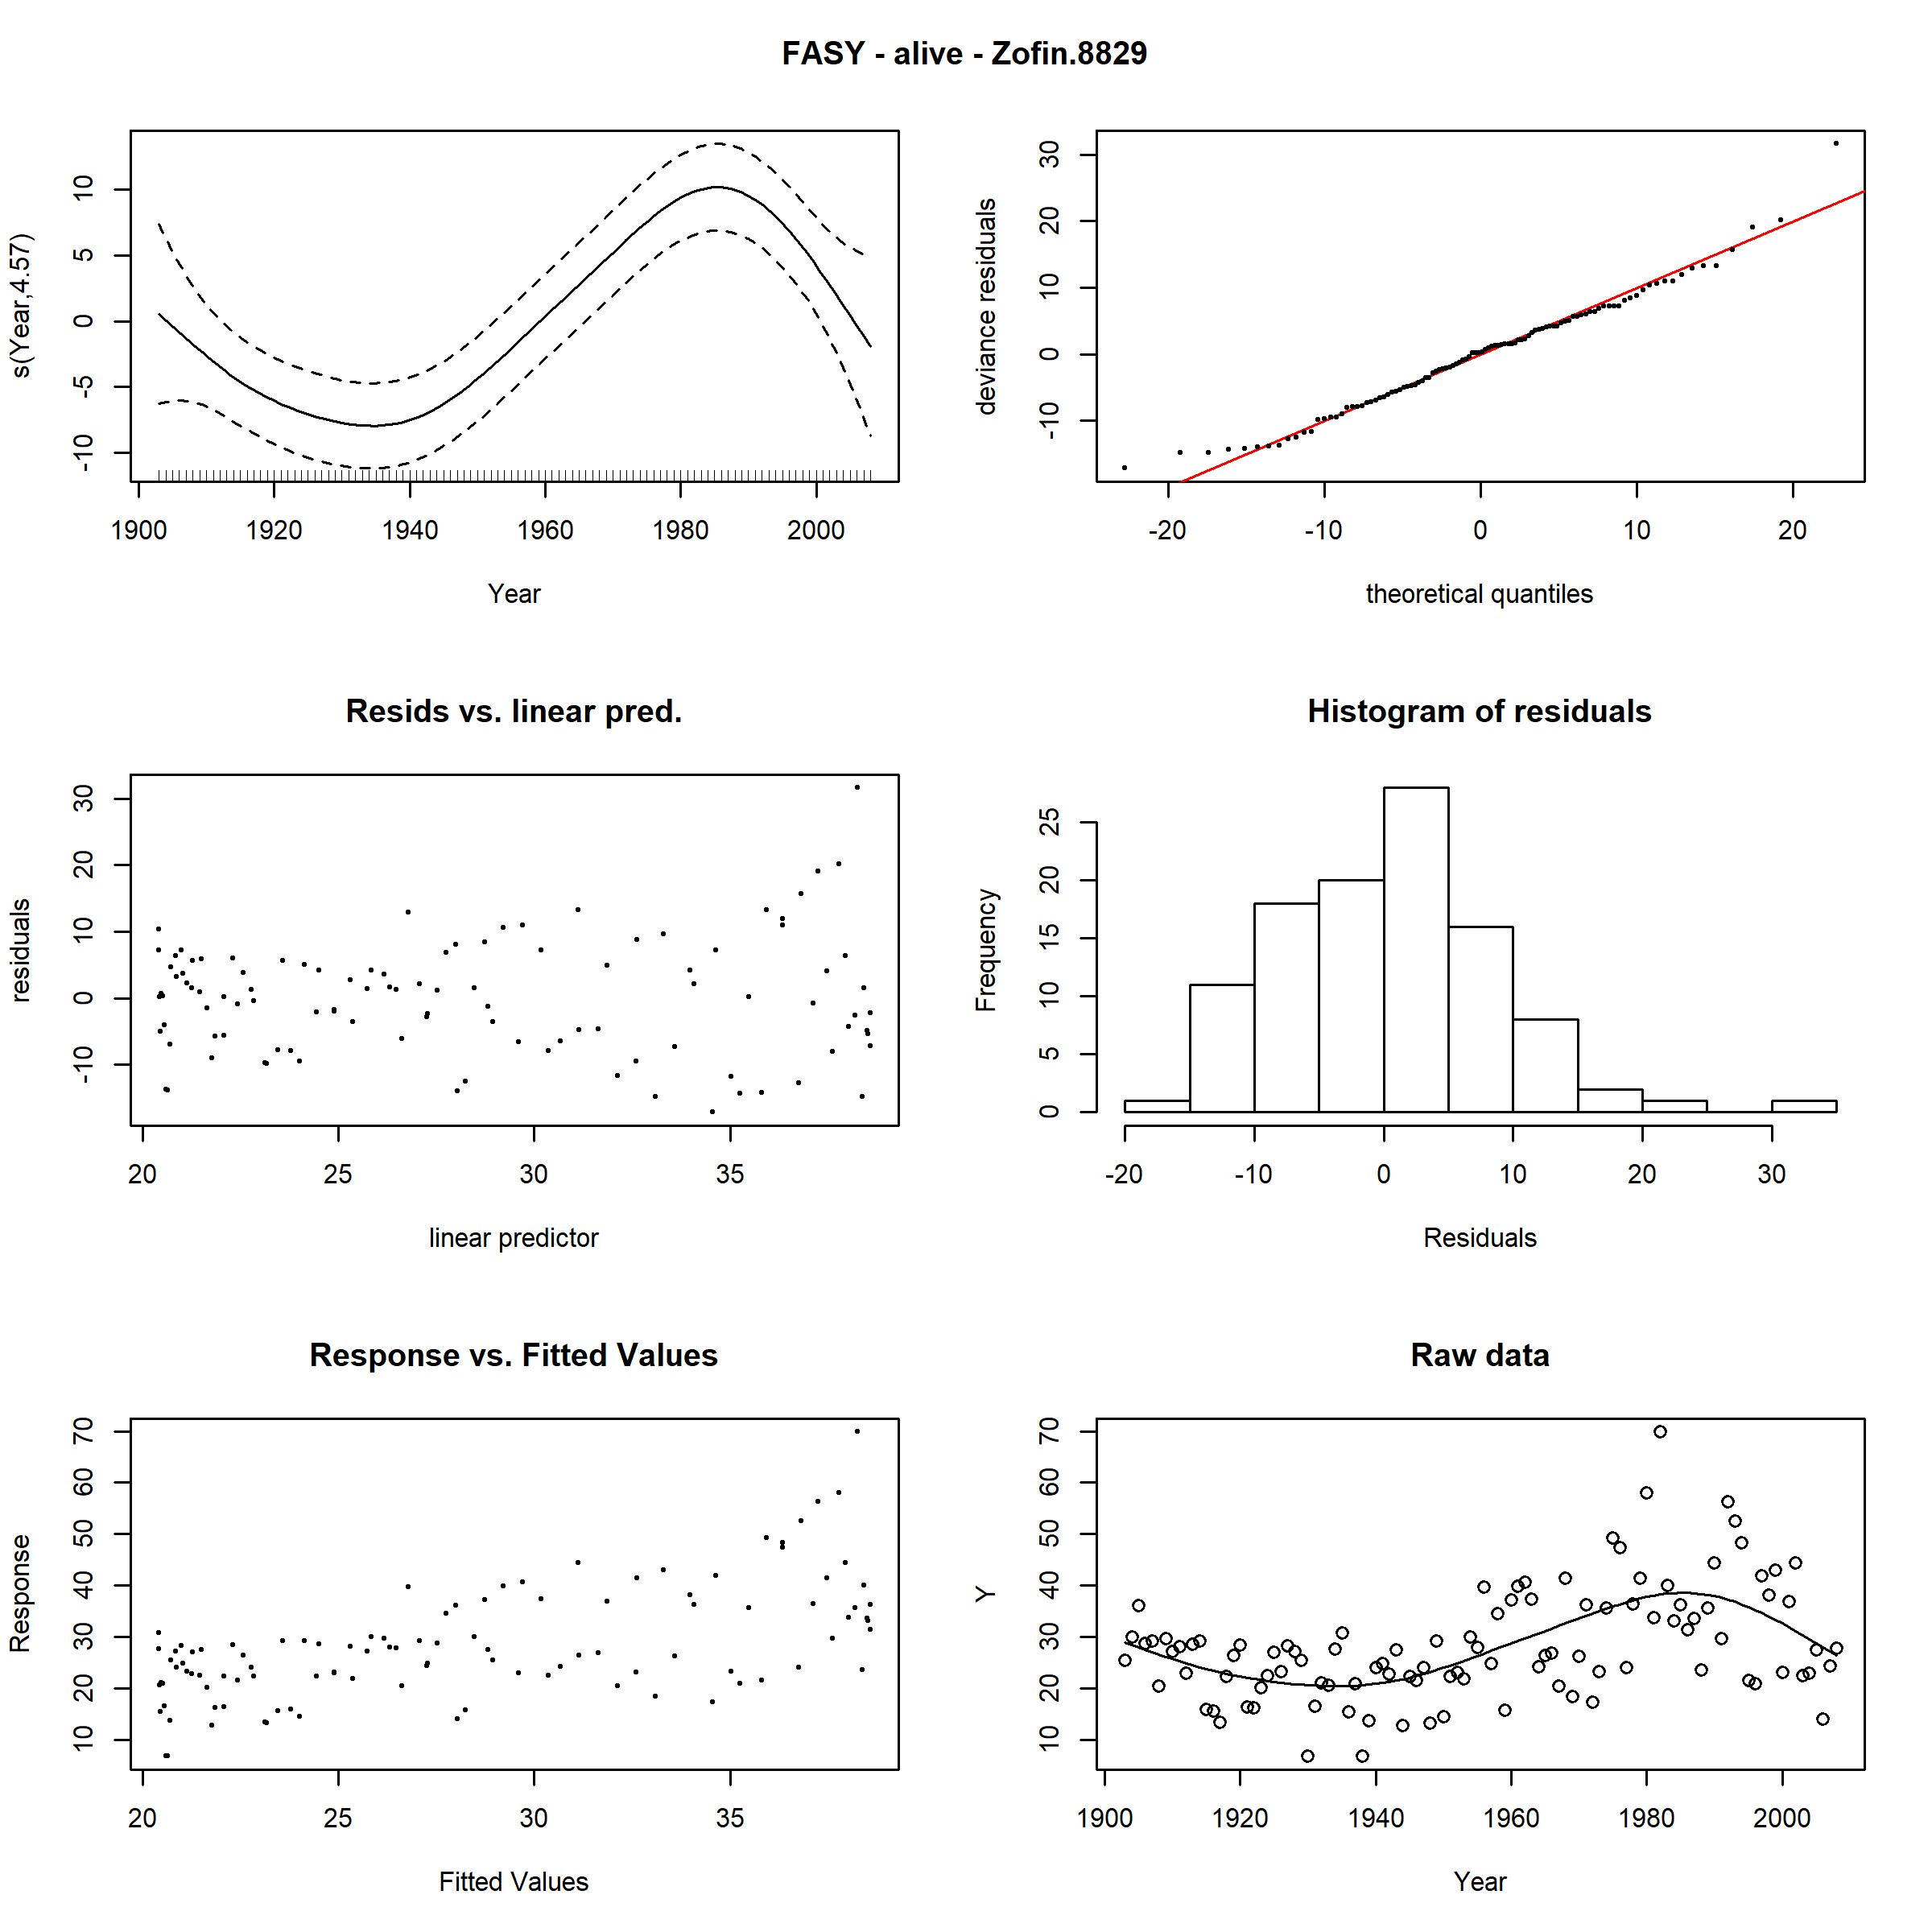 FASY - alive - Zofin.8829
s(Year,4.57)
10
5
0
-5
-10
1900 1920 1940 1960 1980 2000
Year
deviance residuals
30
20
10
0
-10
-20 -10 0 10 20
theoretical quantiles
Resids vs. linear pred.
residuals
30
20
10
0
-10
20 25 30 35
linear predictor
Histogram of residuals
Frequency
25
20
15
10
5
0
-20 -10 0 10 20 30
Residuals
Response vs. Fitted Values
Response
70
60
50
40
30
20
10
20 25 30 35
Fitted Values
Raw data
Y
70
60
50
40
30
20
10
1900 1920 1940 1960 1980 2000
Year